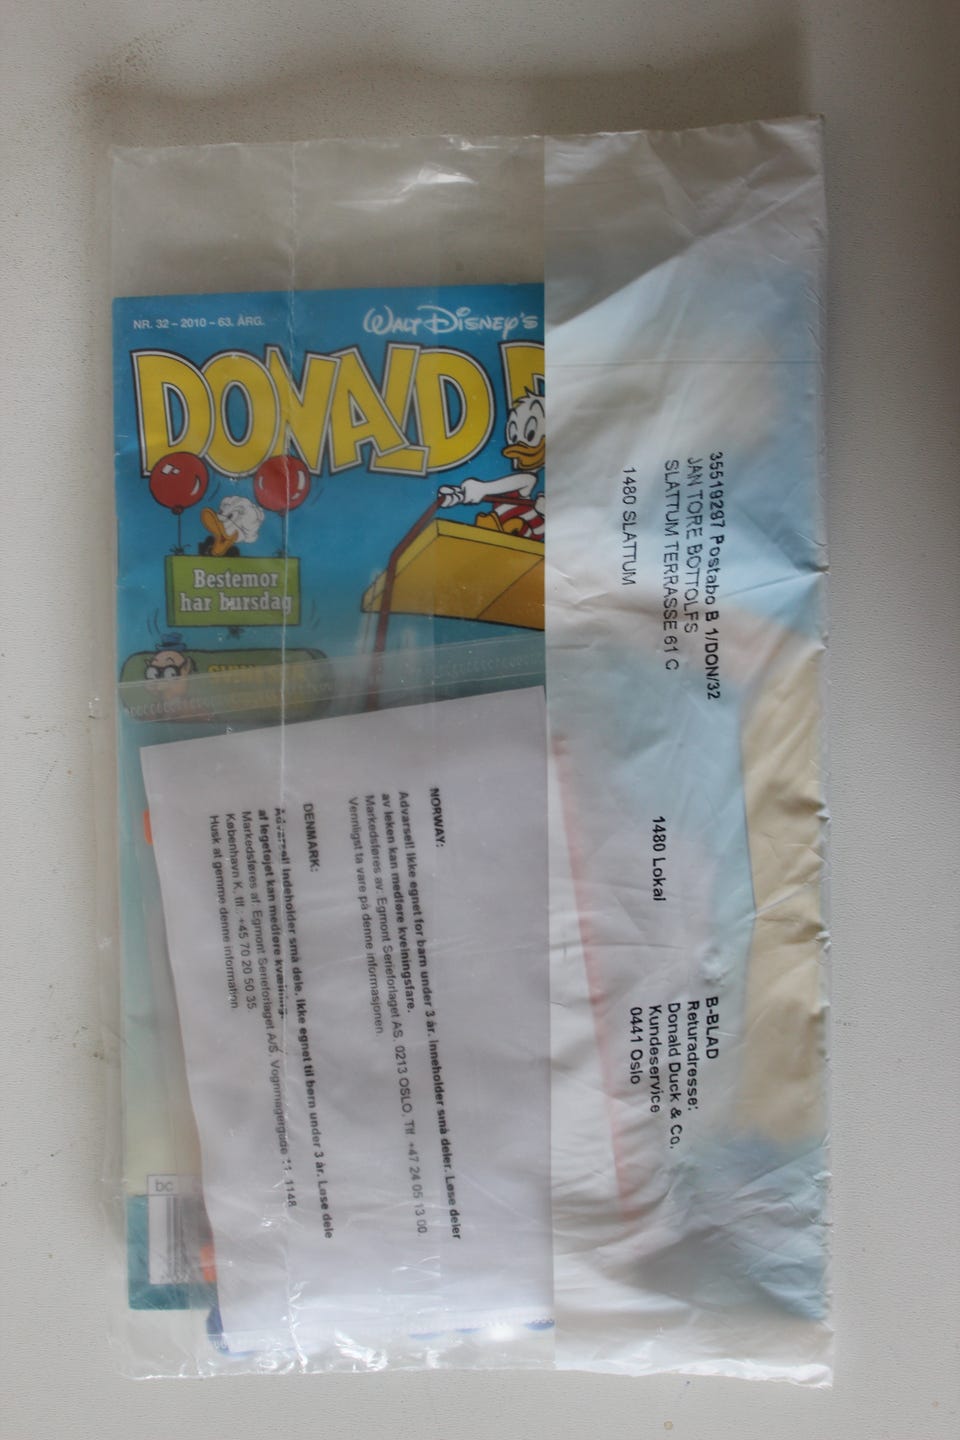 NR. 32 – 2010 – 63. ÅRG.
WALT DISNEY'S
DONALD D
Bestemor
har bursdag
35519297 Postabo B 1/DON/32
JAN TORE BOTTOLFS
SLATTUM TERRASSE 61 C
1480 SLATTUM
1480 Lokal
B-BLAD
Returadresse:
Donald Duck & Co,
Kundeservice
0441 Oslo
NORWAY:
Advarsel! Ikke egnet for barn under 3 år. Inneholder små deler. Løse deler
av leken kan medføre kvelningsfare.
Markedsføres av: Egmont Serieforlaget AS, 0213 OSLO, Tlf +47 24 05 13 00.
Vennligst ta vare på denne informasjonen.
DENMARK:
Advarsel! Indeholder små dele. Ikke egnet til børn under 3 år. Løse dele
af legetøjet kan medføre kvælning.
Markedsføres af: Egmont Serieforlaget A/S, Vognmagergade 11, 1148
København K, tlf.: +45 70 20 50 35.
Husk at gemme denne information
bc